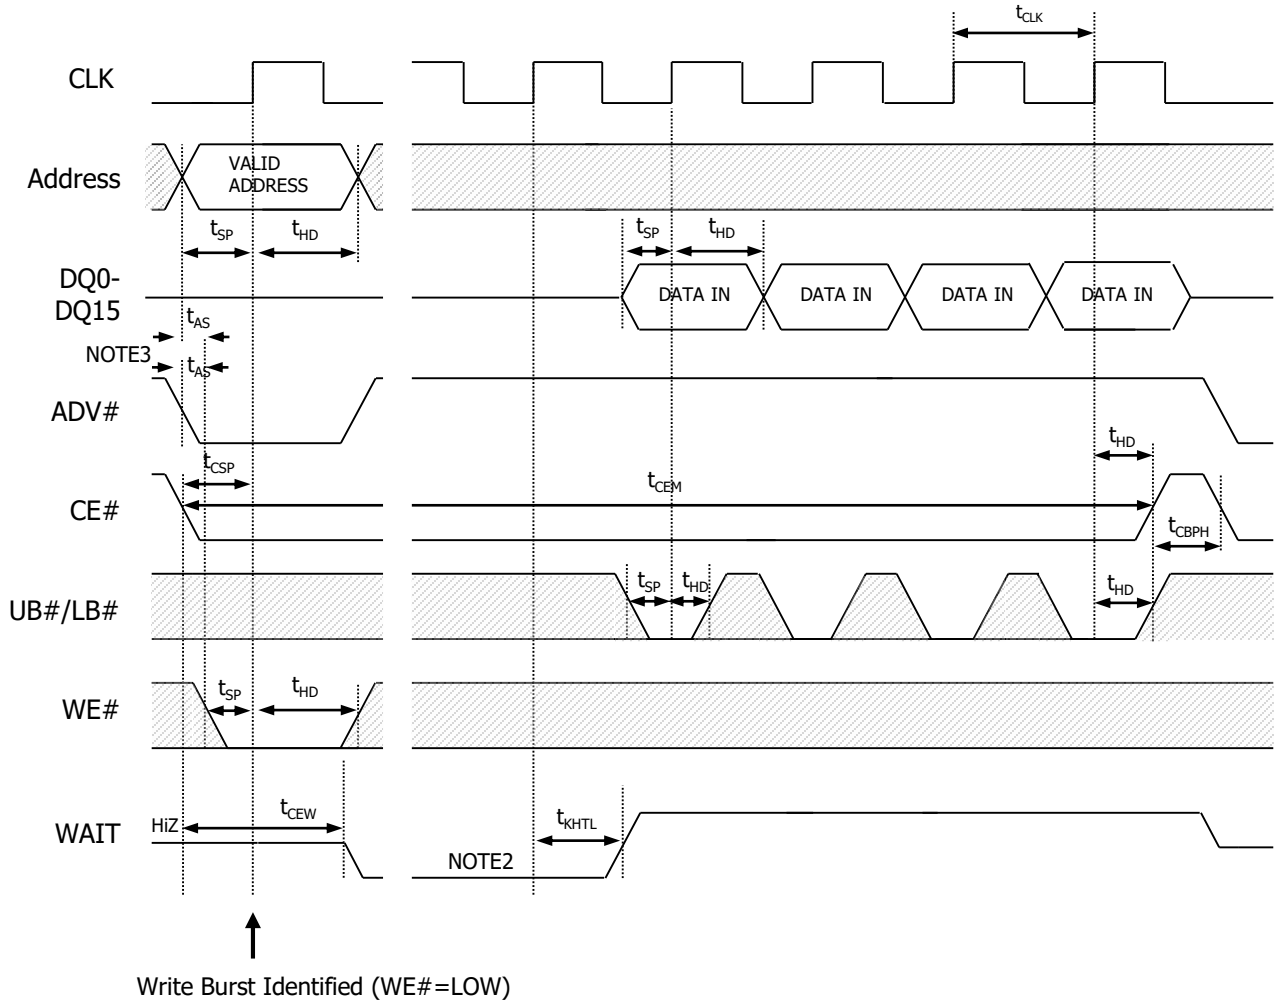 tCLK
CLK
Address
VALID
ADDRESS
tSP
tHD
tSP
tHD
DQ0-
DQ15
DATA IN
DATA IN
DATA IN
DATA IN
tAS
NOTE3
tAS
ADV#
tHD
tCSP
tCEM
CE#
tCBPH
UB#/LB#
tSP
tHD
tHD
WE#
tSP
tHD
WAIT
HiZ
tCEW
tKHTL
NOTE2
Write Burst Identified (WE#=LOW)